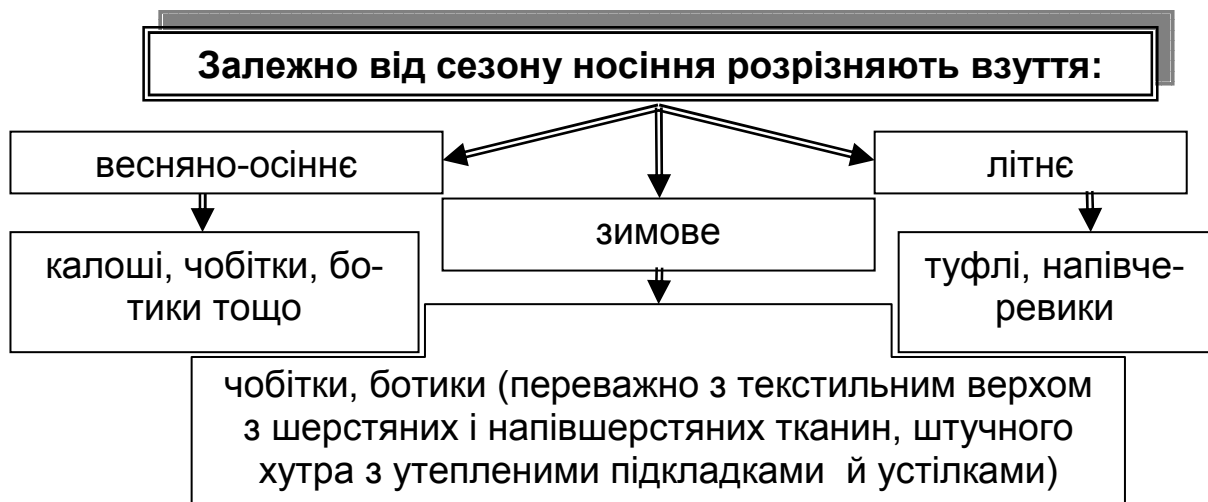 Залежно від сезону носіння розрізняють взуття:
весняно-осіннє
калоші, чобітки, бо-
тики тощо
зимове
чобітки, ботики (переважно з текстильним верхом
з шерстяних і напівшерстяних тканин, штучного
хутра з утепленими підкладками й устілками)
літнє
туфлі, напівче-
ревики